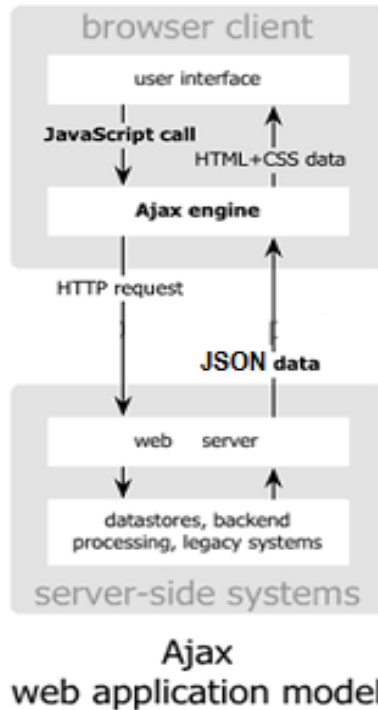 browser client
user interface
JavaScript call
HTML+CSS data
Ajax engine
HTTP request
JSON data
web server
datastores, backend
processing, legacy systems
server-side systems
Ajax
web application model